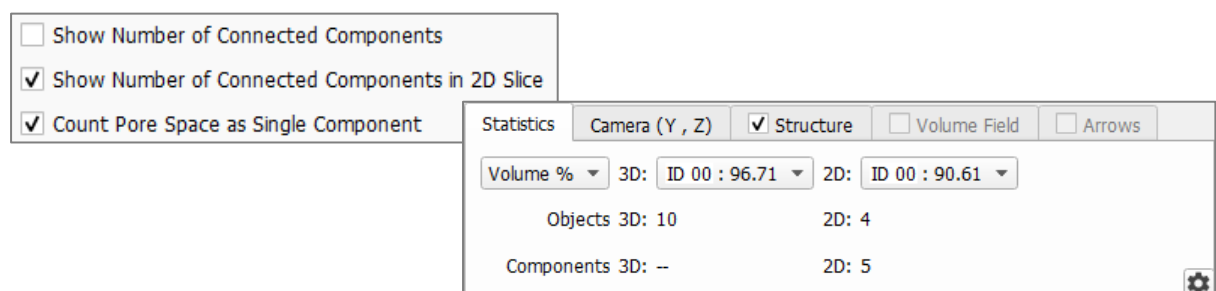 Show Number of Connected Components
Show Number of Connected Components in 2D Slice
Count Pore Space as Single Component
Statistics Camera (Y , Z) Structure Volume Field Arrows
Volume % 3D: ID 00 : 96.71 2D: ID 00 : 90.61
Objects 3D: 10 2D: 4
Components 3D: -- 2D: 5